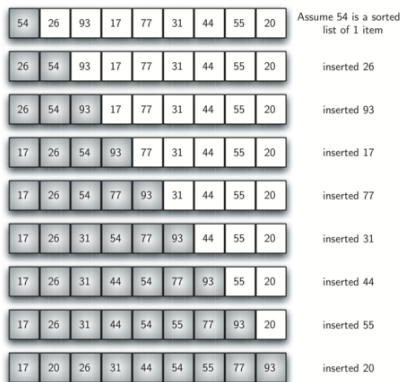 54 26 93 17 77 31 44 55 20 Assume 54 is a sorted
list of 1 item
26 54 93 17 77 31 44 55 20 inserted 26
26 54 93 17 77 31 44 55 20 inserted 93
17 26 54 93 77 31 44 55 20 inserted 17
17 26 54 77 93 31 44 55 20 inserted 77
17 26 31 54 77 93 44 55 20 inserted 31
17 26 31 44 54 77 93 55 20 inserted 44
17 26 31 44 54 55 77 93 20 inserted 55
17 20 26 31 44 54 55 77 93 inserted 20